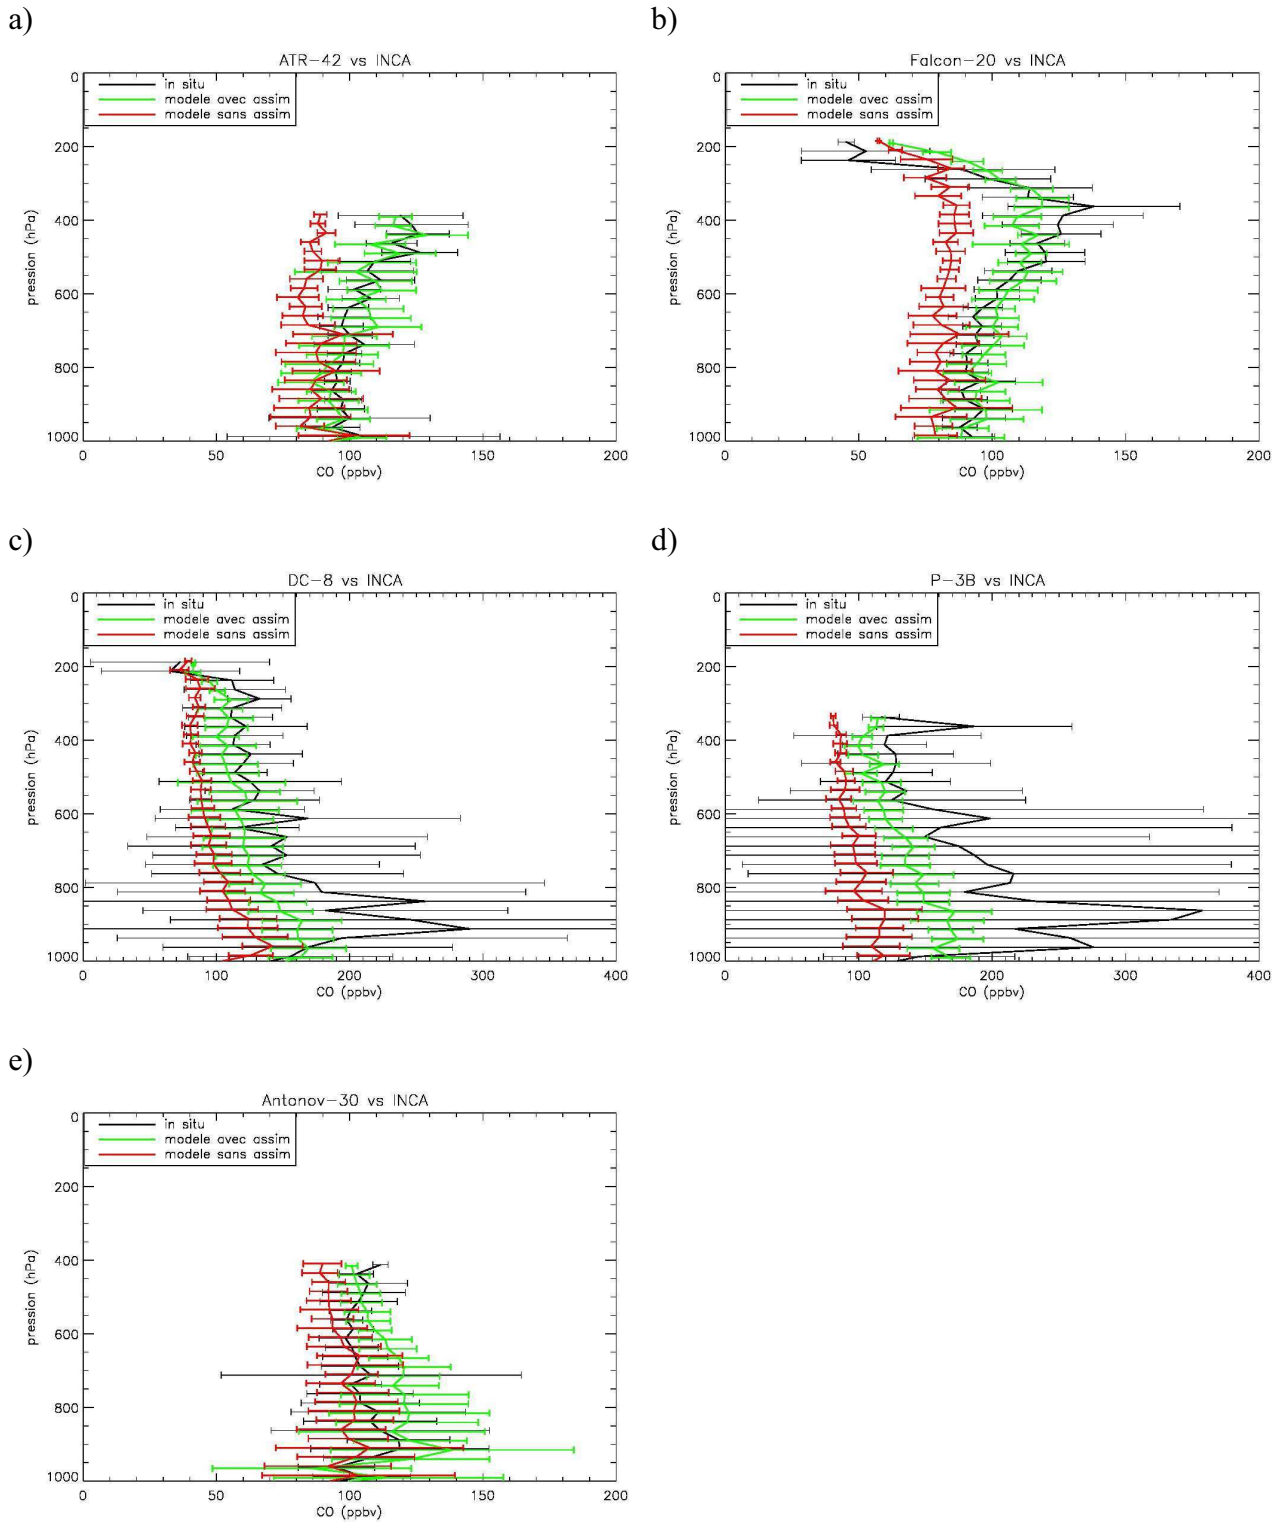 a)
b)
ATR-42 vs INCA
Falcon-20 vs INCA
in situ
modele avec assim
modele sans assim
in situ
modele avec assim
modele sans assim
0
200
400
600
800
1000
pression (hPa)
0
50
100
150
200
CO (ppbv)
0
200
400
600
800
1000
pression (hPa)
50
100
150
200
CO (ppbv)
c)
d)
DC-8 vs INCA
P-3B vs INCA
in situ
modele avec assim
modele sans assim
in situ
modele avec assim
modele sans assim
0
200
400
600
800
1000
pression (hPa)
0
100
200
300
400
CO (ppbv)
0
200
400
600
800
1000
pression (hPa)
100
200
300
400
CO (ppbv)
e)
Antonov-30 vs INCA
in situ
modele avec assim
modele sans assim
0
200
400
600
800
1000
pression (hPa)
0
50
100
150
200
CO (ppbv)